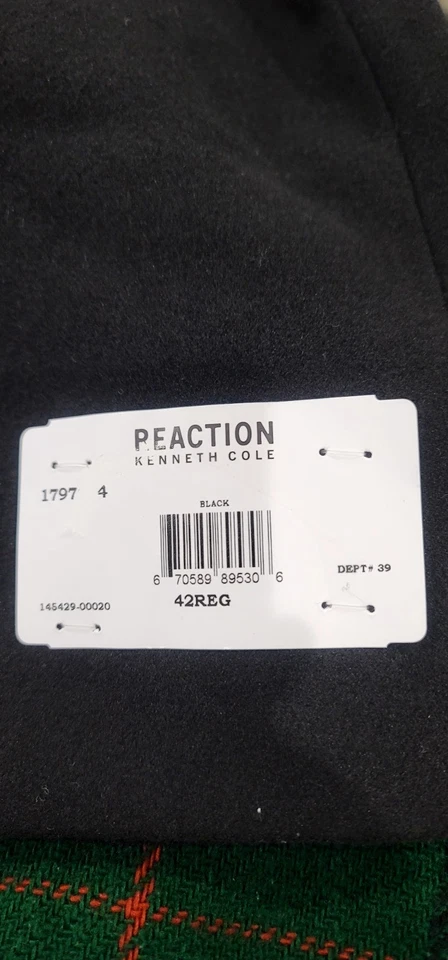 REACTION
KENNETH COLE
1797 4
BLACK
6 70589 89530 6
DEPT# 39
145429-00020
42REG